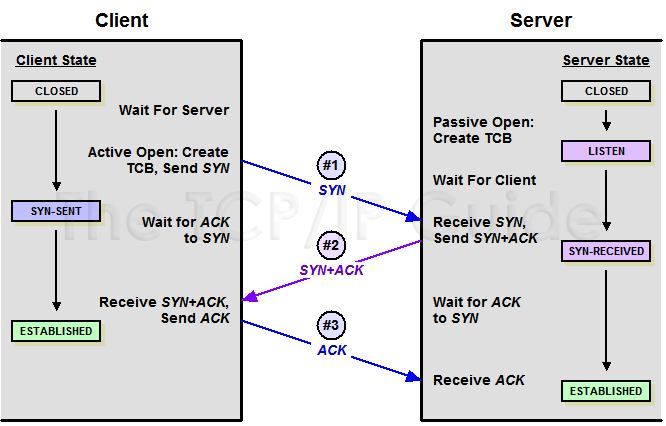 Client
Server
Client State
CLOSED
Wait For Server
Active Open: Create
TCB, Send SYN
SYN-SENT
Wait for ACK
to SYN
Receive SYN+ACK,
Send ACK
ESTABLISHED
#1
SYN
#2
SYN+ACK
#3
ACK
Server State
CLOSED
Passive Open:
Create TCB
LISTEN
Wait For Client
Receive SYN,
Send SYN+ACK
SYN-RECEIVED
Wait for ACK
to SYN
Receive ACK
ESTABLISHED
The TCP/IP Guide